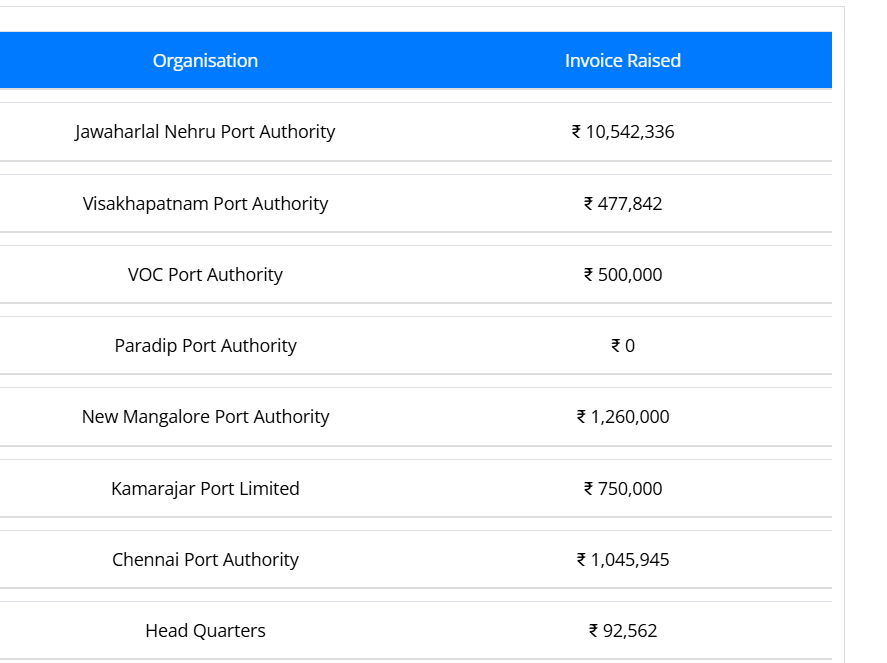 Organisation Invoice Raised
Jawaharlal Nehru Port Authority ₹ 10,542,336
Visakhapatnam Port Authority ₹ 477,842
VOC Port Authority ₹ 500,000
Paradip Port Authority ₹ 0
New Mangalore Port Authority ₹ 1,260,000
Kamarajar Port Limited ₹ 750,000
Chennai Port Authority ₹ 1,045,945
Head Quarters ₹ 92,562